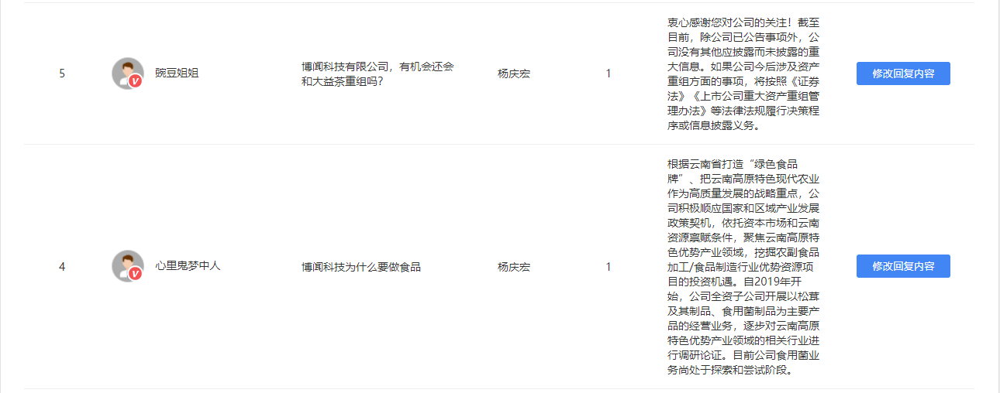 5
豌豆姐姐
博闻科技有限公司，有机会还会
和大益茶重组吗？
杨庆宏
1
衷心感谢您对公司的关注！截至
目前，除公司已公告事项外，公
司没有其他应披露而未披露的重
大信息。如果公司今后涉及资产
重组方面的事项，将按照《证券
法》《上市公司重大资产重组管
理办法》等法律法规履行决策程
序或信息披露义务。
修改回复内容
4
心里鬼梦中人
博闻科技为什么要做食品
杨庆宏
1
根据云南省打造“绿色食品
牌”、把云南高原特色现代农业
作为高质量发展的战略重点，公
司积极顺应国家和区域产业发展
政策契机，依托资本市场和云南
资源禀赋条件，聚焦云南高原特
色优势产业领域，挖掘农副食品
加工/食品制造行业优势资源项
目的投资机遇。自2019年开
始，公司全资子公司开展以松茸
及其制品、食用菌制品为主要产
品的经营业务，逐步对云南高原
特色优势产业领域的相关行业进
行调研论证。目前公司食用菌业
务尚处于探索和尝试阶段。
修改回复内容